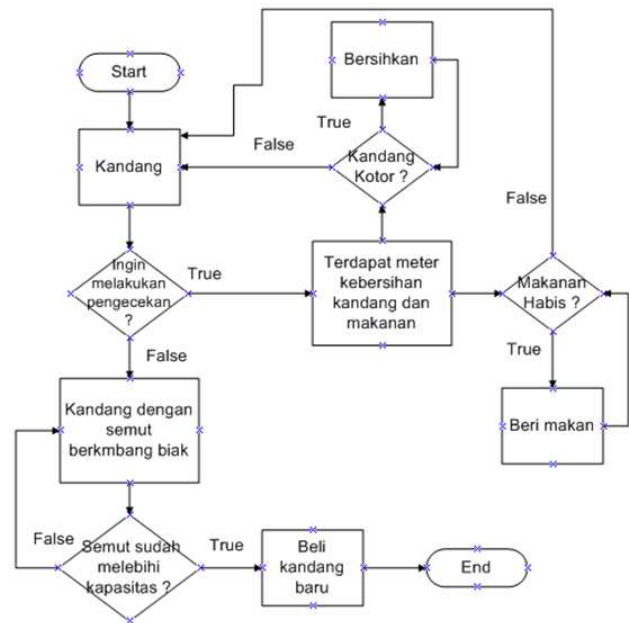 Start
Bersihkan
Kandang
False
True
Kandang
Kotor ?
False
Ingin
melakukan
pengecekan
?
True
Terdapat meter
kebersihan
kandang dan
makanan
Makanan
Habis ?
False
True
Kandang dengan
semut
berkmbang biak
Beri makan
False
Semut sudah
melebihi
kapasitas ?
True
Beli
kandang
baru
End